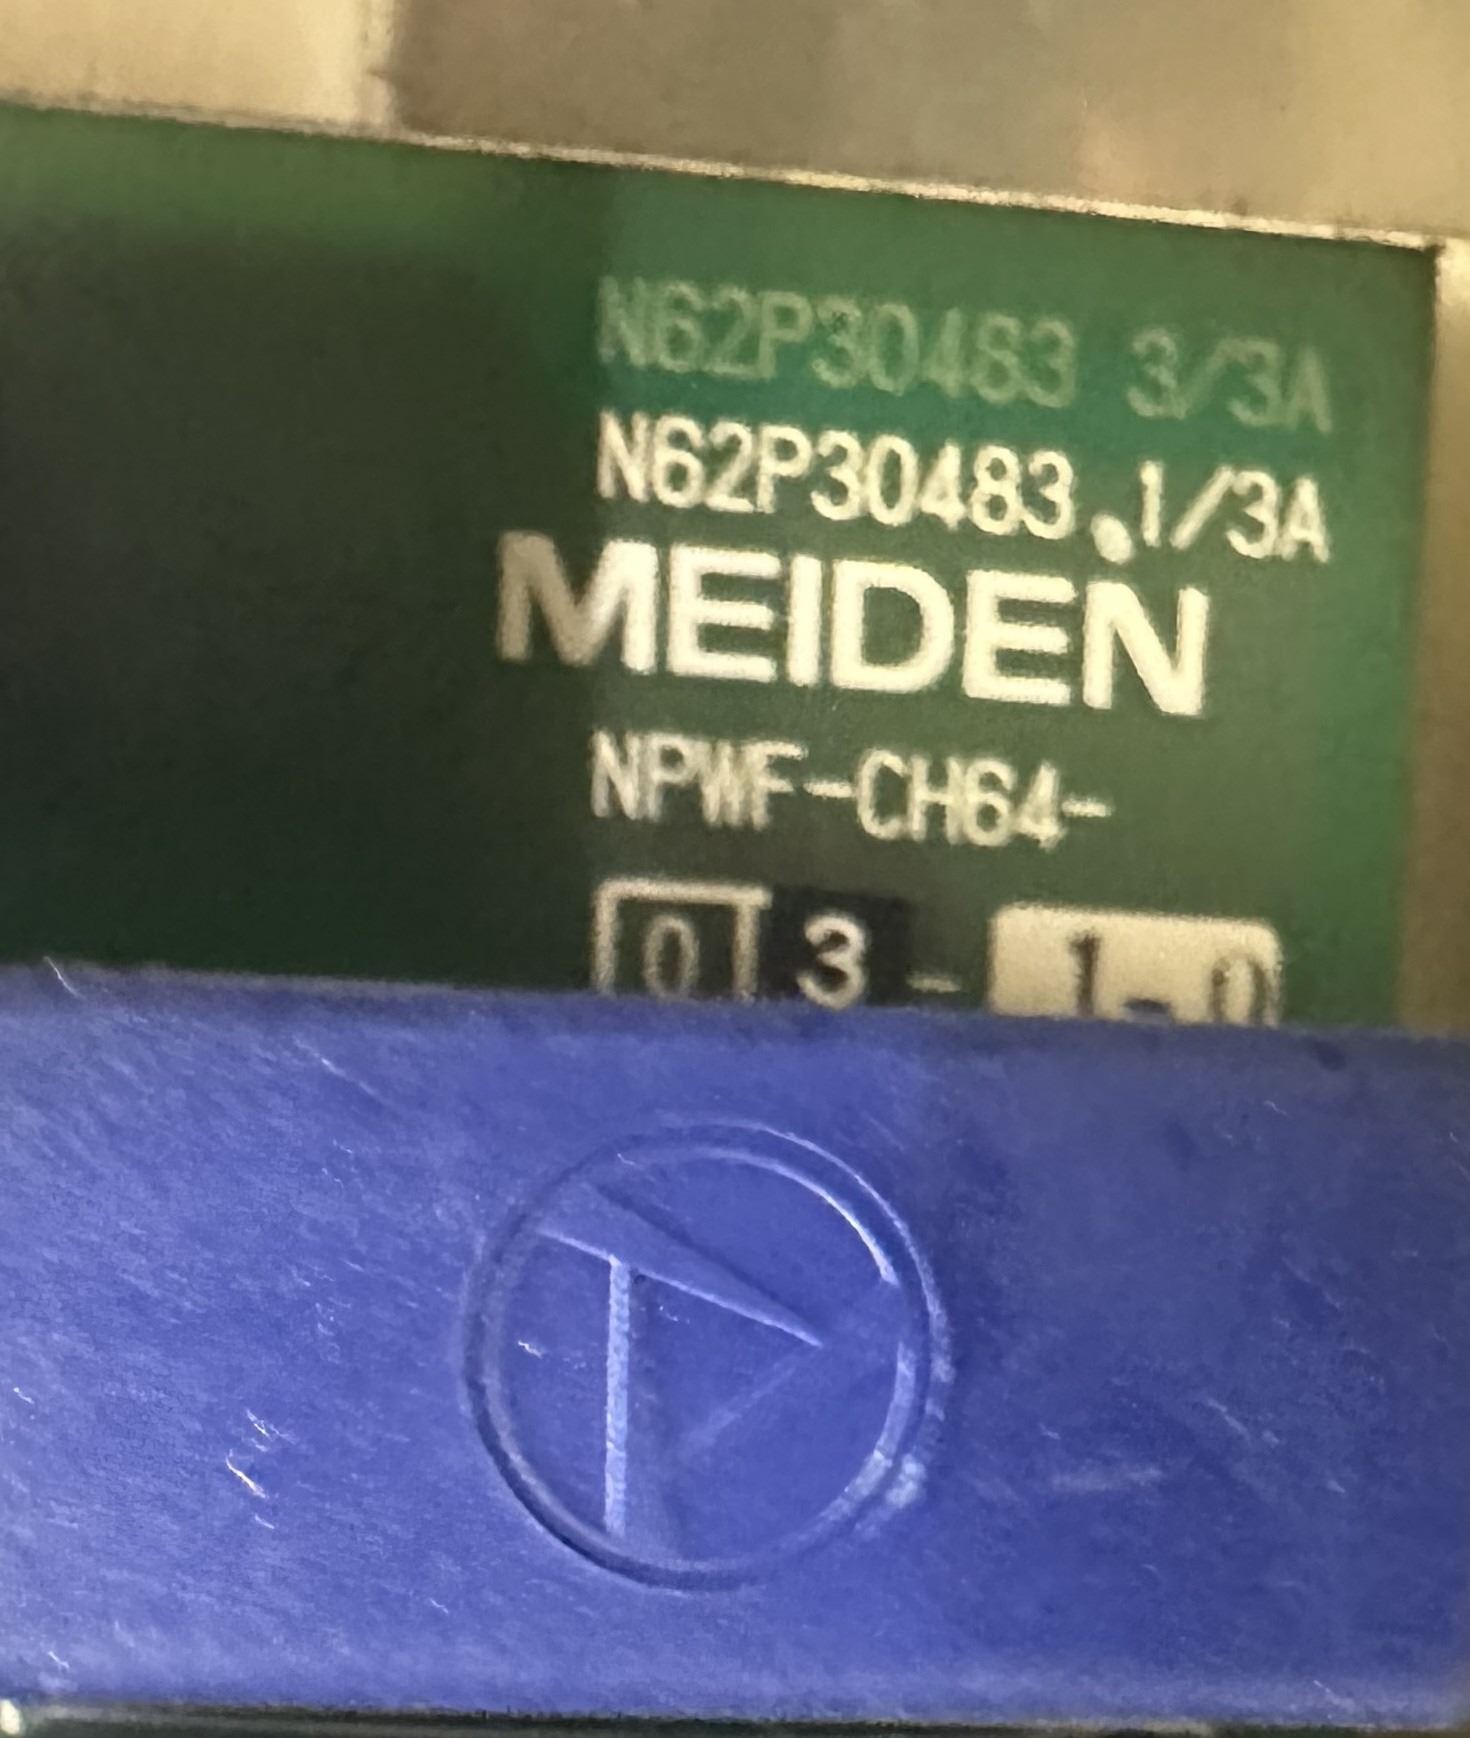 N62P30483 3/3A
N62P30483 1/3A
MEIDEN
NPWF-CH64-
03-1-0